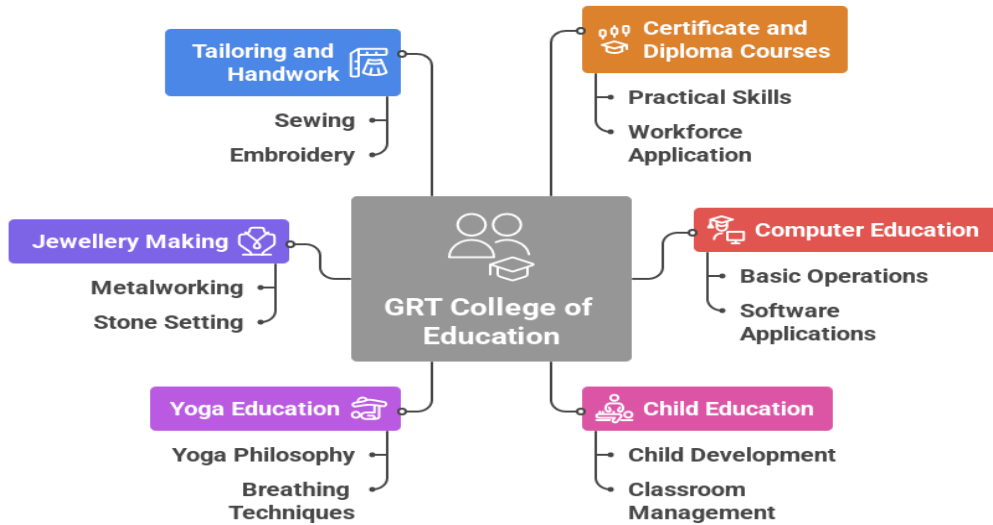 Tailoring and
Handwork
Sewing
Embroidery
Certificate and
Diploma Courses
Practical Skills
Workforce
Application
Jewellery Making
Metalworking
Stone Setting
GRT College of
Education
Computer Education
Basic Operations
Software
Applications
Yoga Education
Yoga Philosophy
Breathing
Techniques
Child Education
Child Development
Classroom
Management